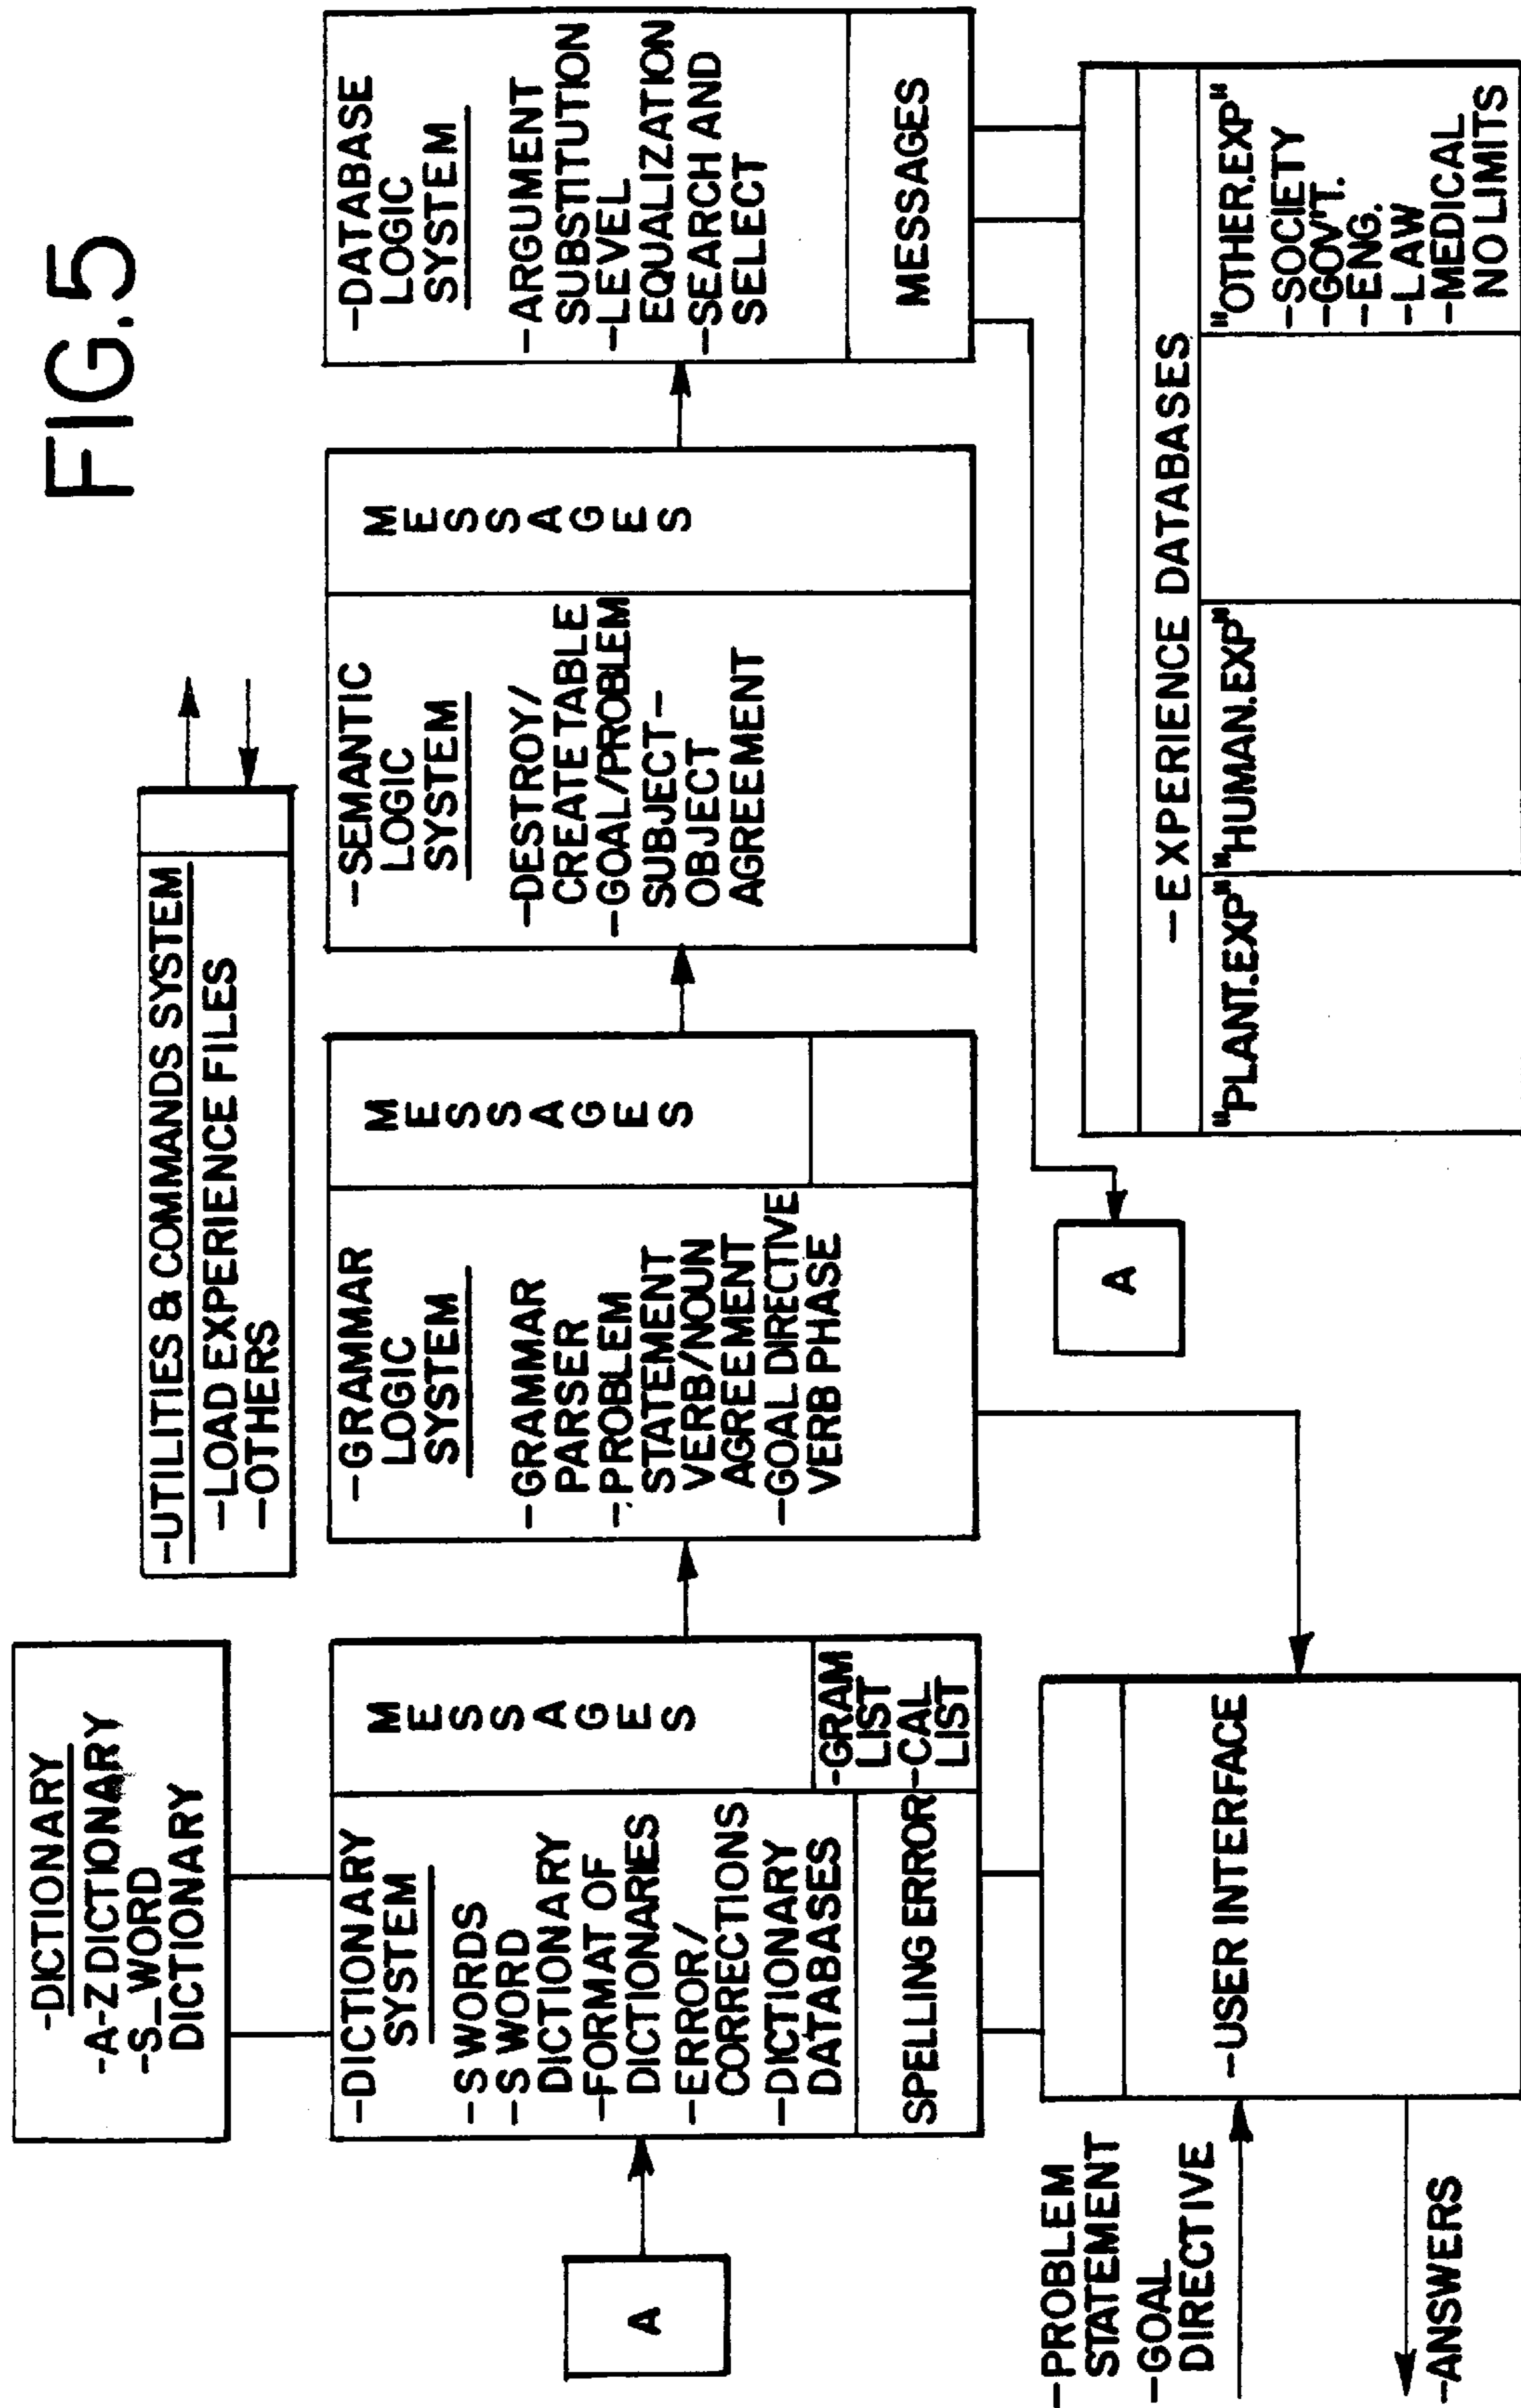 FIG.5
-DICTIONARY
-A-Z DICTIONARY
-S_WORD
DICTIONARY
-UTILITIES & COMMANDS SYSTEM
-LOAD EXPERIENCE FILES
-OTHERS
A
-DICTIONARY
SYSTEM
-S WORDS
-S WORD
DICTIONARY
-FORMAT OF
DICTIONARIES
-ERROR/
CORRECTIONS
-DICTIONARY
DATABASES
SPELLING ERROR
MESSAGES
-GRAM
LIST
-CAL
LIST
-GRAMMAR
LOGIC
SYSTEM
-GRAMMAR
PARSER
-PROBLEM
STATEMENT
VERB/NOUN
AGREEMENT
-GOAL DIRECTIVE
VERB PHASE
MESSAGES
-SEMANTIC
LOGIC
SYSTEM
-DESTROY/
CREATE TABLE
-GOAL/PROBLEM
SUBJECT-
OBJECT
AGREEMENT
MESSAGES
-DATABASE
LOGIC
SYSTEM
-ARGUMENT
SUBSTITUTION
-LEVEL
EQUALIZATION
-SEARCH AND
SELECT
MESSAGES
-PROBLEM
STATEMENT
-GOAL
DIRECTIVE
-ANSWERS
-USER INTERFACE
A
-EXPERIENCE DATABASES
"PLANT.EXP"
"HUMAN.EXP"
"OTHER.EXP"
-SOCIETY
-GOV'T.
-ENG.
-LAW
-MEDICAL
NO LIMITS